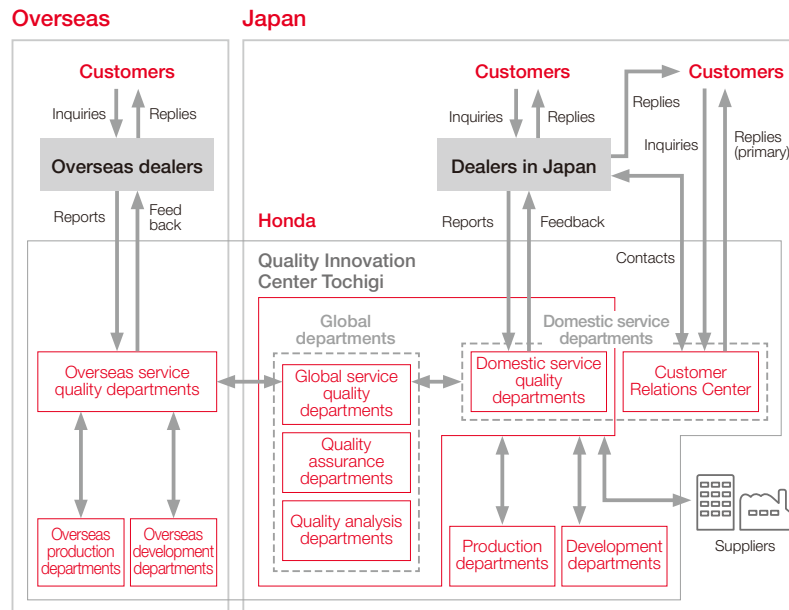 Overseas
Japan
Customers
Customers
Customers
Inquiries
Replies
Inquiries
Replies
Replies
Inquiries
Replies
(primary)
Overseas dealers
Dealers in Japan
Reports
Feed
back
Reports
Feedback
Contacts
Honda
Quality Innovation
Center Tochigi
Global
departments
Domestic service
departments
Overseas service
quality departments
Global service
quality
departments
Domestic service
quality
departments
Customer
Relations Center
Quality
assurance
departments
Quality analysis
departments
Overseas
production
departments
Overseas
development
departments
Production
departments
Development
departments
Suppliers